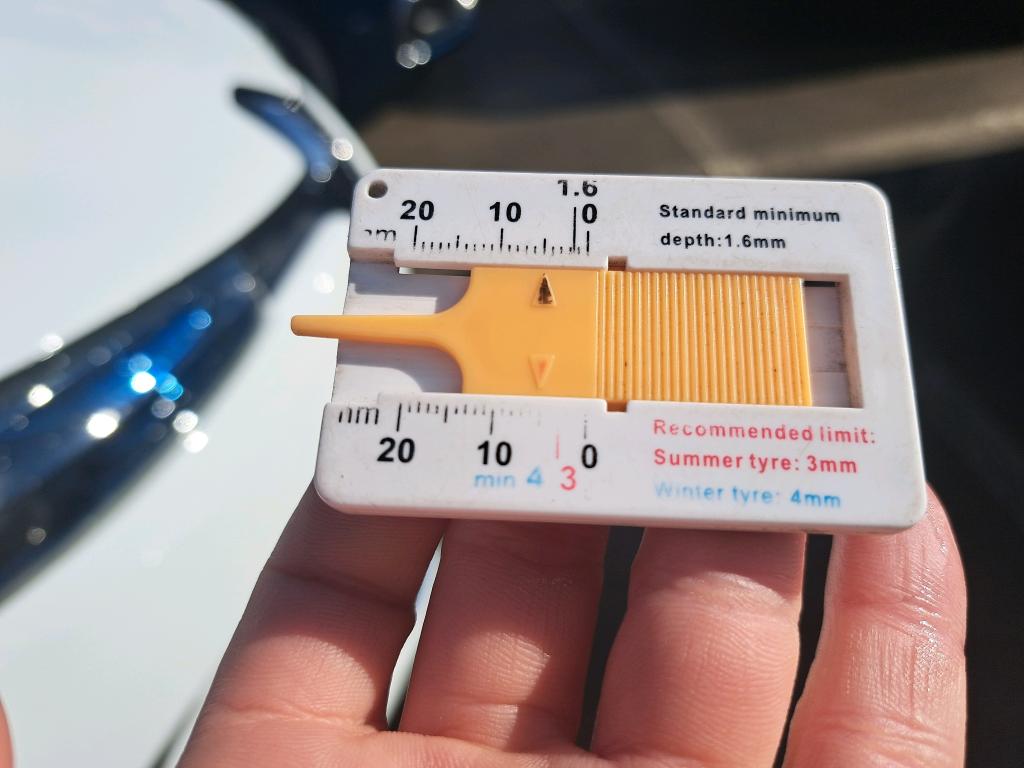 1.6
20 10 0
Standard minimum
depth:1.6mm
20 10 0
min 4 3
Recommended limit:
Summer tyre: 3mm
Winter tyre: 4mm